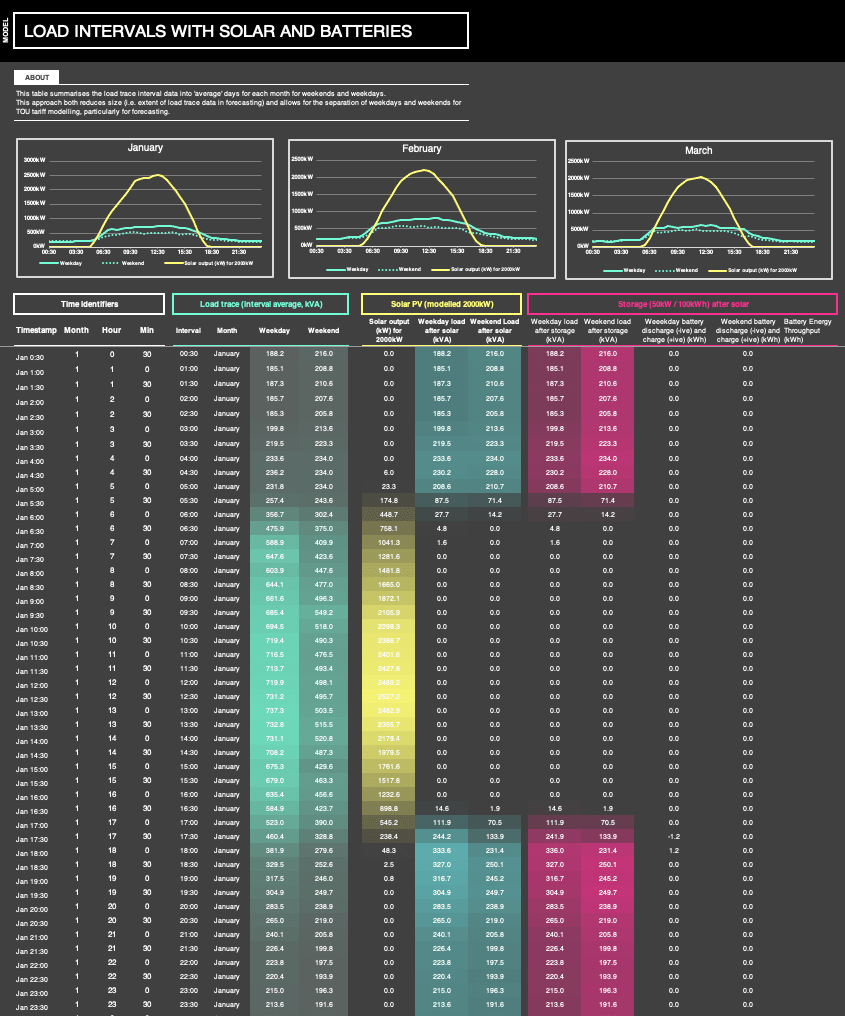 MODEL
LOAD INTERVALS WITH SOLAR AND BATTERIES
ABOUT
This table summarises the load trace interval data into 'average' days for each month for weekends and weekdays.
This approach both reduces size (i.e. extent of load trace data in forecasting) and allows for the separation of weekdays and weekends for
TOU tariff modelling, particularly for forecasting.
January
3000kW
2500kW
2000kW
1500kW
1000kW
500kW
0kW
00:30 03:30 06:30 09:30 12:30 15:30 18:30 21:30
Weekday Weekend Solar output (kW) for 2000kW
February
2500kW
2000kW
1500kW
1000kW
500kW
0kW
00:30 03:30 06:30 09:30 12:30 15:30 18:30 21:30
Weekday Weekend Solar output (kW) for 2000kW
March
2500kW
2000kW
1500kW
1000kW
500kW
0kW
00:30 03:30 06:30 09:30 12:30 15:30 18:30 21:30
Weekday Weekend Solar output (kW) for 2000kW
Time Identifiers Load trace (interval average, kVA) Solar PV (modelled 2000kW) Storage (50kW / 100kWh) after solar
Timestamp Month Hour Min Interval Month Weekday Weekend Solar output (kW) for 2000kW Weekday load after solar (kVA) Weekend Load after solar (kVA) Weekday load after storage (kVA) Weekend load after storage (kVA) Weeekday battery discharge (-ive) and charge (+ive) (kWh) Weekend battery discharge (-ive) and charge (+ive) (kWh) Battery Energy Throughput (kWh)
Jan 0:30 1 0 30 00:30 January 188.2 216.0 0.0 188.2 216.0 188.2 216.0 0.0 0.0
Jan 1:00 1 1 0 01:00 January 185.1 208.8 0.0 185.1 208.8 185.1 208.8 0.0 0.0
Jan 1:30 1 1 30 01:30 January 187.3 210.6 0.0 187.3 210.6 187.3 210.6 0.0 0.0
Jan 2:00 1 2 0 02:00 January 185.7 207.6 0.0 185.7 207.6 185.7 207.6 0.0 0.0
Jan 2:30 1 2 30 02:30 January 185.3 205.8 0.0 185.3 205.8 185.3 205.8 0.0 0.0
Jan 3:00 1 3 0 03:00 January 199.8 213.6 0.0 199.8 213.6 199.8 213.6 0.0 0.0
Jan 3:30 1 3 30 03:30 January 219.5 223.3 0.0 219.5 223.3 219.5 223.3 0.0 0.0
Jan 4:00 1 4 0 04:00 January 233.6 234.0 0.0 233.6 234.0 233.6 234.0 0.0 0.0
Jan 4:30 1 4 30 04:30 January 236.2 234.0 6.0 230.2 228.0 230.2 228.0 0.0 0.0
Jan 5:00 1 5 0 05:00 January 231.8 234.0 23.3 208.6 210.7 208.6 210.7 0.0 0.0
Jan 5:30 1 5 30 05:30 January 257.4 243.6 174.8 87.5 71.4 87.5 71.4 0.0 0.0
Jan 6:00 1 6 0 06:00 January 356.7 302.4 448.7 27.7 14.2 27.7 14.2 0.0 0.0
Jan 6:30 1 6 30 06:30 January 475.9 375.0 758.1 4.8 0.0 4.8 0.0 0.0 0.0
Jan 7:00 1 7 0 07:00 January 588.9 409.9 1041.3 1.6 0.0 1.6 0.0 0.0 0.0
Jan 7:30 1 7 30 07:30 January 647.6 423.6 1281.6 0.0 0.0 0.0 0.0 0.0 0.0
Jan 8:00 1 8 0 08:00 January 603.9 447.6 1481.8 0.0 0.0 0.0 0.0 0.0 0.0
Jan 8:30 1 8 30 08:30 January 644.1 477.0 1665.0 0.0 0.0 0.0 0.0 0.0 0.0
Jan 9:00 1 9 0 09:00 January 661.6 496.3 1872.1 0.0 0.0 0.0 0.0 0.0 0.0
Jan 9:30 1 9 30 09:30 January 685.4 549.2 2105.9 0.0 0.0 0.0 0.0 0.0 0.0
Jan 10:00 1 10 0 10:00 January 694.5 518.0 0.0 0.0 0.0 0.0 0.0 0.0
Jan 10:30 1 10 30 10:30 January 719.4 490.3 0.0 0.0 0.0 0.0 0.0 0.0
Jan 11:00 1 11 0 11:00 January 716.5 476.5 0.0 0.0 0.0 0.0 0.0 0.0
Jan 11:30 1 11 30 11:30 January 713.7 493.4 0.0 0.0 0.0 0.0 0.0 0.0
Jan 12:00 1 12 0 12:00 January 719.9 498.1 0.0 0.0 0.0 0.0 0.0 0.0
Jan 12:30 1 12 30 12:30 January 731.2 495.7 0.0 0.0 0.0 0.0 0.0 0.0
Jan 13:00 1 13 0 13:00 January 737.3 503.5 0.0 0.0 0.0 0.0 0.0 0.0
Jan 13:30 1 13 30 13:30 January 732.8 515.5 0.0 0.0 0.0 0.0 0.0 0.0
Jan 14:00 1 14 0 14:00 January 731.1 520.8 2179.4 0.0 0.0 0.0 0.0 0.0 0.0
Jan 14:30 1 14 30 14:30 January 708.2 487.3 1979.5 0.0 0.0 0.0 0.0 0.0 0.0
Jan 15:00 1 15 0 15:00 January 675.3 429.6 1761.6 0.0 0.0 0.0 0.0 0.0 0.0
Jan 15:30 1 15 30 15:30 January 679.0 463.3 1517.8 0.0 0.0 0.0 0.0 0.0 0.0
Jan 16:00 1 16 0 16:00 January 635.4 456.6 1232.6 0.0 0.0 0.0 0.0 0.0 0.0
Jan 16:30 1 16 30 16:30 January 584.9 423.7 898.8 14.6 1.9 14.6 1.9 0.0 0.0
Jan 17:00 1 17 0 17:00 January 523.0 390.0 545.2 111.9 70.5 111.9 70.5 0.0 0.0
Jan 17:30 1 17 30 17:30 January 460.4 328.8 238.4 244.2 133.9 241.9 133.9 -1.2 0.0
Jan 18:00 1 18 0 18:00 January 381.9 279.6 48.3 333.6 231.4 336.0 231.4 1.2 0.0
Jan 18:30 1 18 30 18:30 January 329.5 252.6 2.5 327.0 250.1 327.0 250.1 0.0 0.0
Jan 19:00 1 19 0 19:00 January 317.5 246.0 0.8 316.7 245.2 316.7 245.2 0.0 0.0
Jan 19:30 1 19 30 19:30 January 304.9 249.7 0.0 304.9 249.7 304.9 249.7 0.0 0.0
Jan 20:00 1 20 0 20:00 January 283.5 238.9 0.0 283.5 238.9 283.5 238.9 0.0 0.0
Jan 20:30 1 20 30 20:30 January 265.0 219.0 0.0 265.0 219.0 265.0 219.0 0.0 0.0
Jan 21:00 1 21 0 21:00 January 240.1 205.8 0.0 240.1 205.8 240.1 205.8 0.0 0.0
Jan 21:30 1 21 30 21:30 January 226.4 199.8 0.0 226.4 199.8 226.4 199.8 0.0 0.0
Jan 22:00 1 22 0 22:00 January 223.8 197.5 0.0 223.8 197.5 223.8 197.5 0.0 0.0
Jan 22:30 1 22 30 22:30 January 220.4 193.9 0.0 220.4 193.9 220.4 193.9 0.0 0.0
Jan 23:00 1 23 0 23:00 January 215.0 196.3 0.0 215.0 196.3 215.0 196.3 0.0 0.0
Jan 23:30 1 23 30 23:30 January 213.6 191.6 0.0 213.6 191.6 213.6 191.6 0.0 0.0